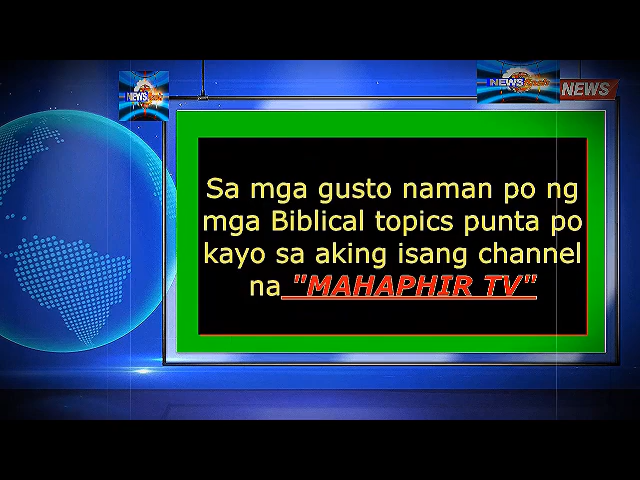 NEWS
NEWS
NEWS
Sa mga gusto naman po ng
mga Biblical topics punta po
kayo sa aking isang channel
na "MAHAPHIR TV"